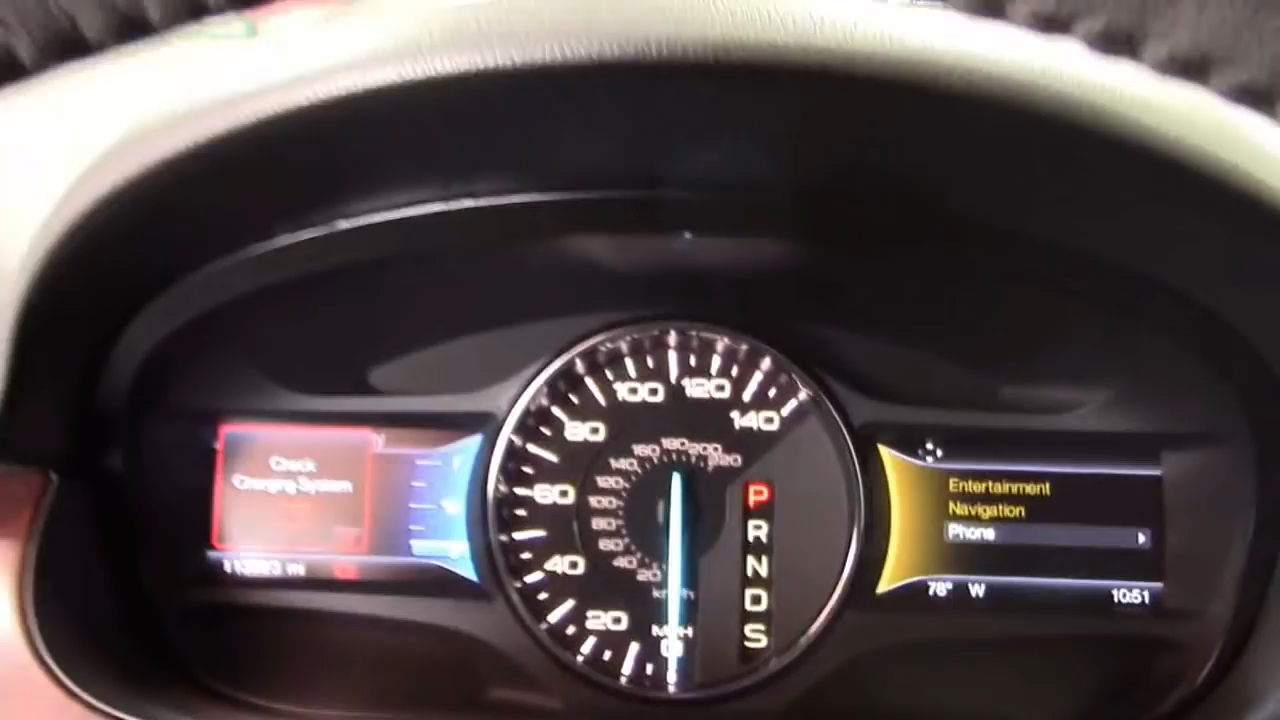 Check
Charging System
100
120
80
140
60
40
20
180
160
200
140
220
120
100
80
60
40
20
km/h
MPH
0
P
R
N
D
S
Entertainment
Navigation
Phone
78° W
10:51